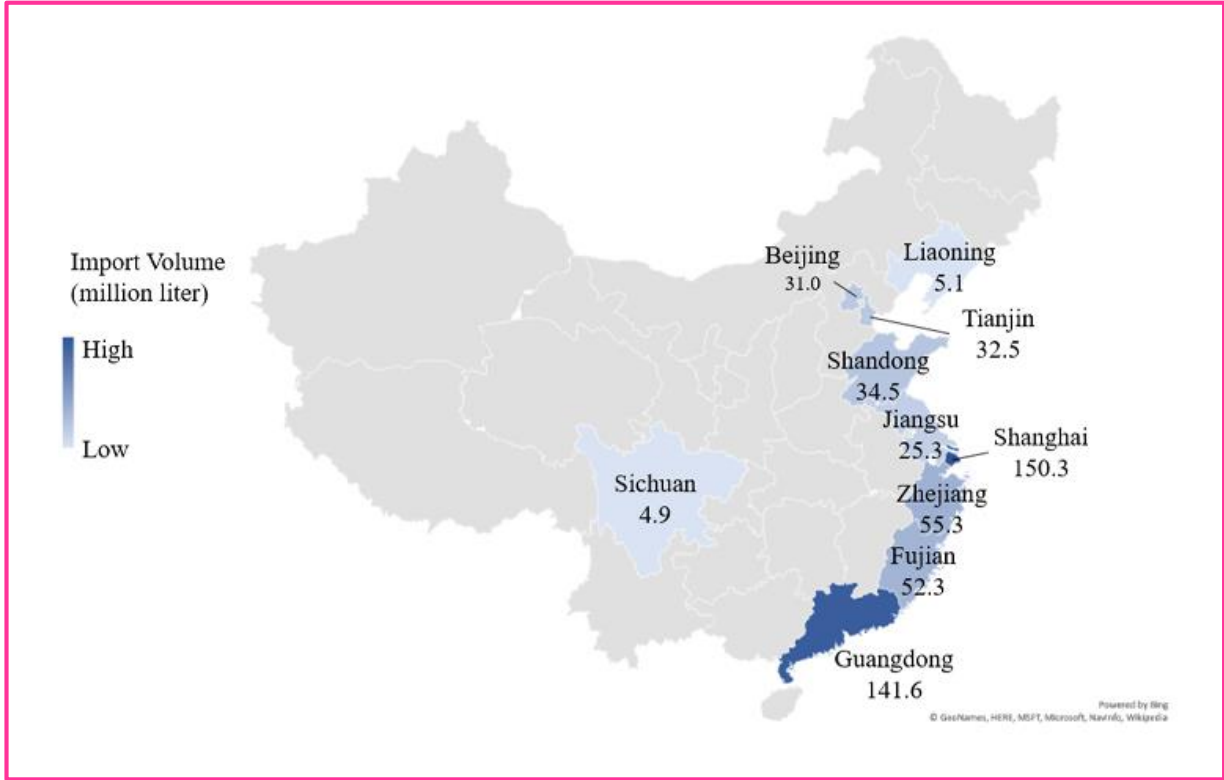 Import Volume
(million liter)
High
Low
Beijing
31.0
Liaoning
5.1
Tianjin
32.5
Shandong
34.5
Jiangsu
25.3
Shanghai
150.3
Zhejiang
55.3
Fujian
52.3
Sichuan
4.9
Guangdong
141.6
Powered by Bing
© GeoNames, HERE, MSFT, Microsoft, NavInfo, Wikipedia